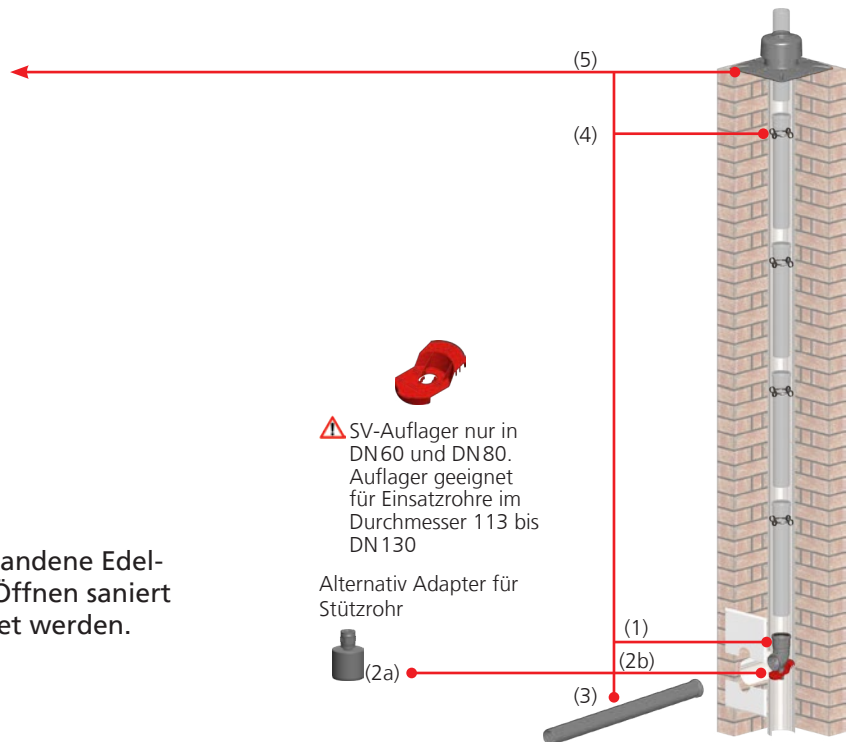 (5)
(4)
SV-Auflager nur in
DN60 und DN80.
Auflager geeignet
für Einsatzrohre im
Durchmesser 113 bis
DN130
andene Edel-
Öffnen saniert
et werden.
Alternativ Adapter für
Stützrohr
(1)
(2a)
(2b)
(3)